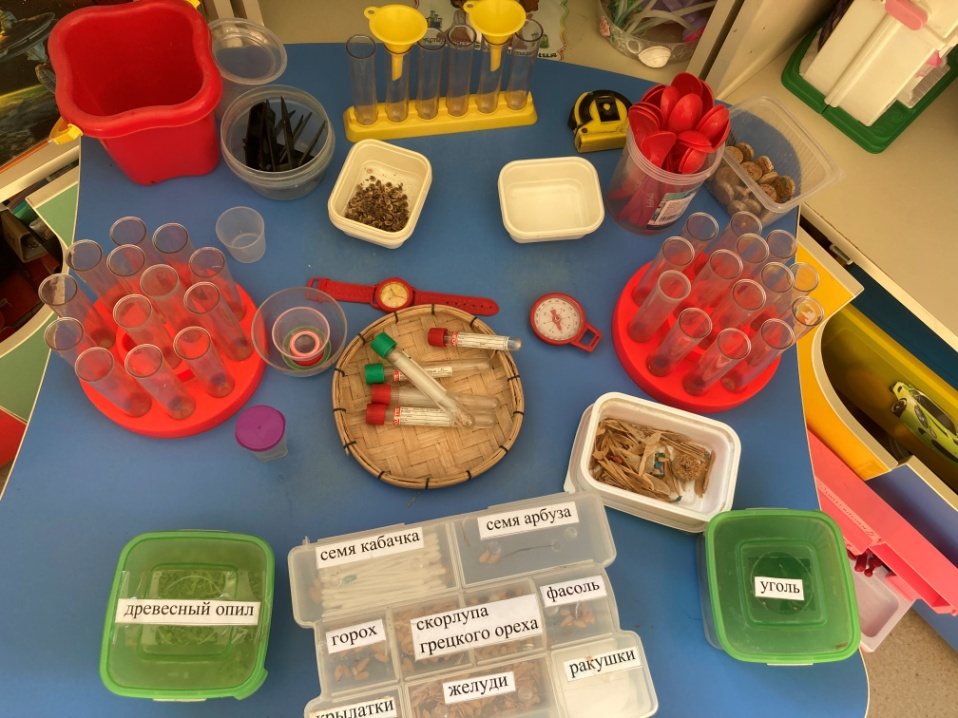 семя кабачка
семя арбуза
древесный опил
горох
скорлупа
грецкого ореха
фасоль
уголь
желуди
ракушки
крылатки